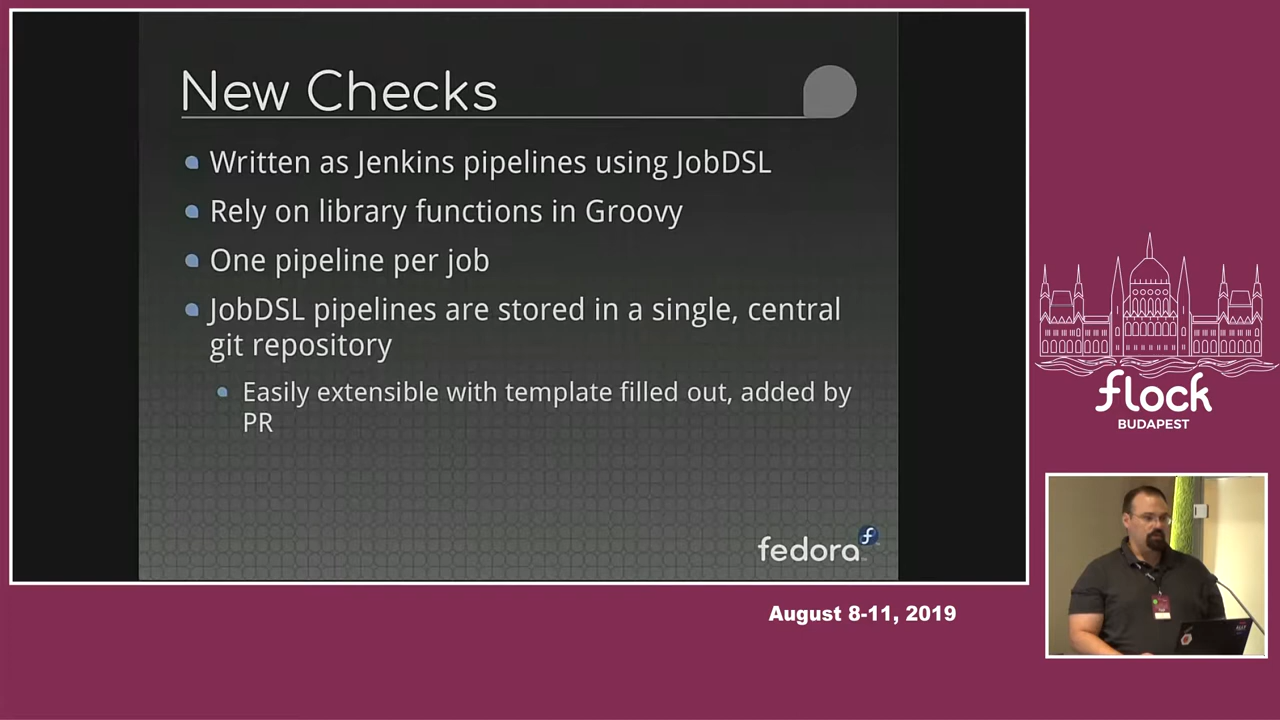 New Checks
Written as Jenkins pipelines using JobDSL
Rely on library functions in Groovy
One pipeline per job
JobDSL pipelines are stored in a single, central
git repository
Easily extensible with template filled out, added by
PR
fedora
flock
BUDAPEST
August 8-11, 2019